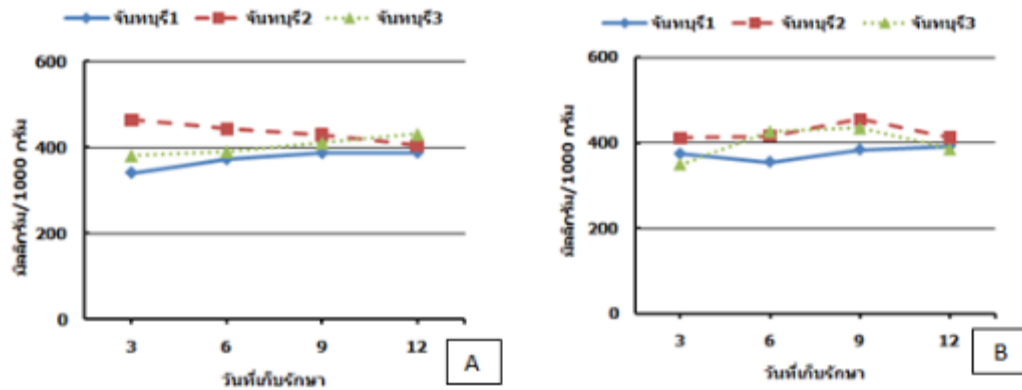 จันทบุรี1 จันทบุรี2 จันทบุรี3
600
400
200
0
มิลลิกรัม/1000 กรัม
3 6 9 12
วันที่เก็บรักษา
A
จันทบุรี1 จันทบุรี2 จันทบุรี3
600
400
200
0
มิลลิกรัม/1000 กรัม
3 6 9 12
วันที่เก็บรักษา
B